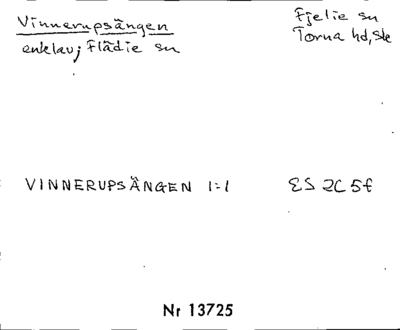 Vinnerupsängen
enklav; Flädie sn
Fjelie sn
Torna hd, Ske
VINNERUPSÄNGEN 1:1
ES 2C 5f
Nr 13725